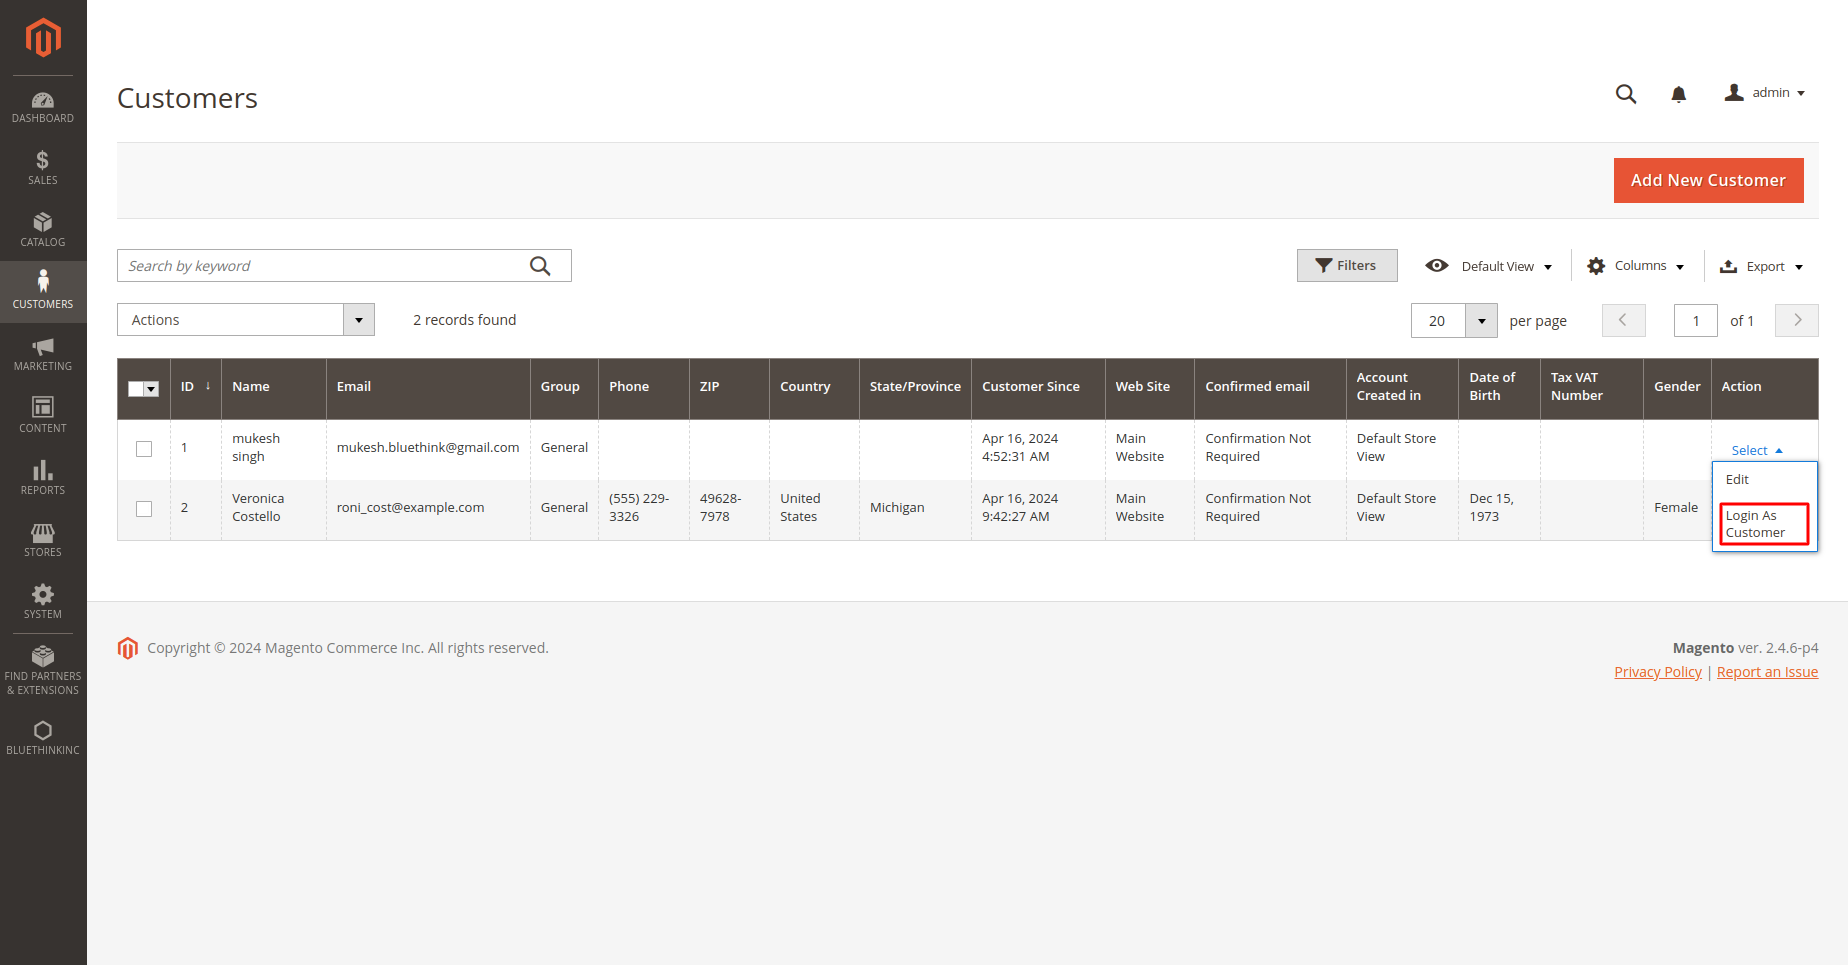 Customers
admin
DASHBOARD
SALES
CATALOG
CUSTOMERS
MARKETING
CONTENT
REPORTS
STORES
SYSTEM
FIND PARTNERS
& EXTENSIONS
BLUETHINKINC
Add New Customer
Search by keyword
Filters
Default View
Columns
Export
Actions
2 records found
20
per page
1
of 1
ID ↓ Name Email Group Phone ZIP Country State/Province Customer Since Web Site Confirmed email Account Created in Date of Birth Tax VAT Number Gender Action
1 mukesh singh mukesh.bluethink@gmail.com General Apr 16, 2024 4:52:31 AM Main Website Confirmation Not Required Default Store View Select
2 Veronica Costello roni_cost@example.com General (555) 229-3326 49628-7978 United States Michigan Apr 16, 2024 9:42:27 AM Main Website Confirmation Not Required Default Store View Dec 15, 1973 Female
Edit
Login As
Customer
Copyright © 2024 Magento Commerce Inc. All rights reserved.
Magento ver. 2.4.6-p4
Privacy Policy | Report an Issue